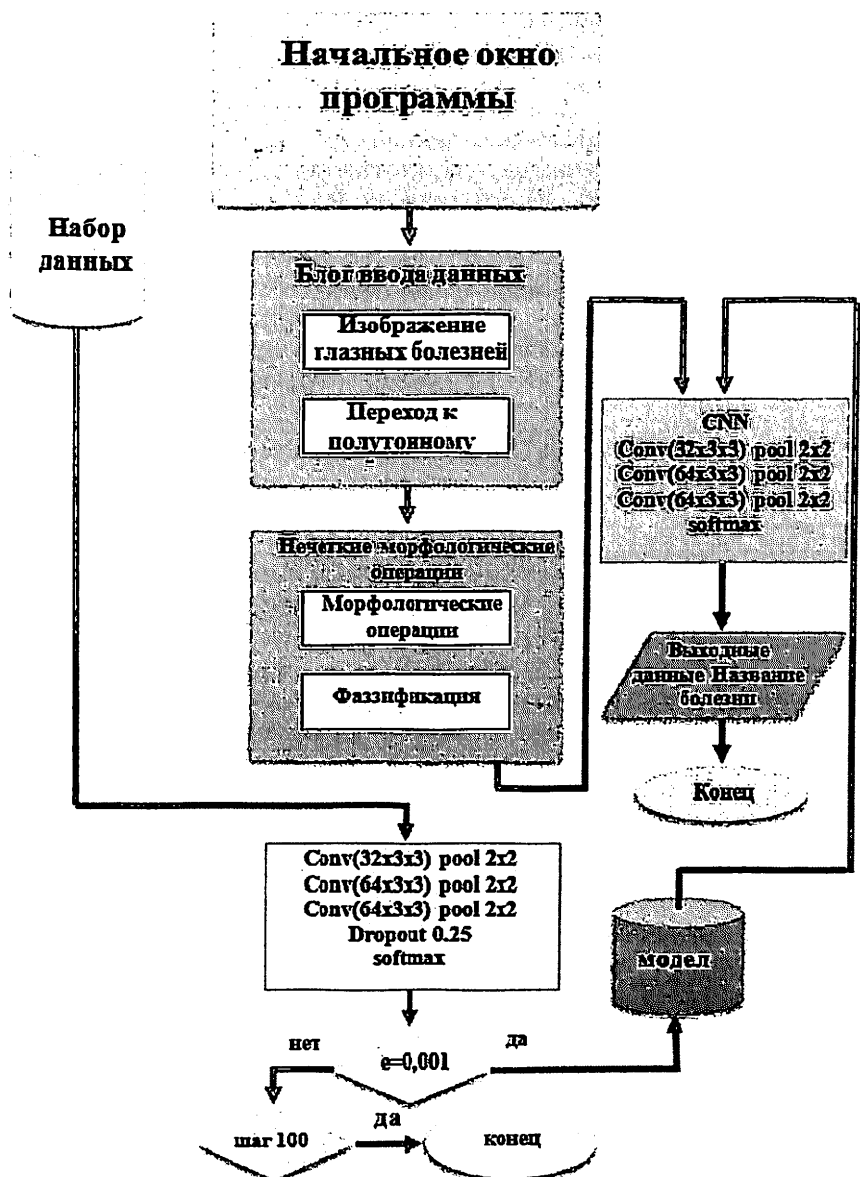 Начальное окно
программы
Набор
данных
Блог ввода данных
Изображение
глазных болезней
Переход к
полутонному
Нечеткие морфологические
операции
Морфологические
операции
Фаззификация
CNN
Conv(32x3x3) pool 2x2
Conv(64x3x3) pool 2x2
Conv(64x3x3) pool 2x2
softmax
Выходные
данные Название
болезни
Конец
Conv(32x3x3) pool 2x2
Conv(64x3x3) pool 2x2
Conv(64x3x3) pool 2x2
Dropout 0.25
softmax
модел
нет
e=0,001
да
шаг 100
да
конец